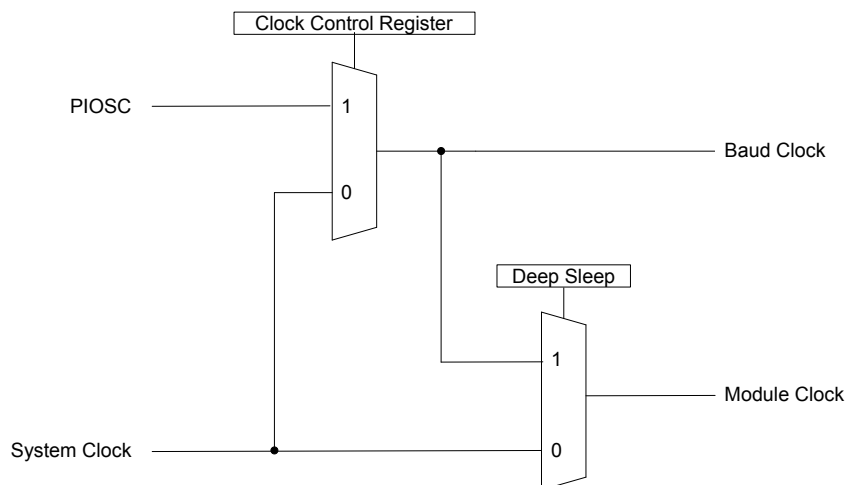 Clock Control Register
PIOSC
1
Baud Clock
0
Deep Sleep
1
Module Clock
System Clock
0